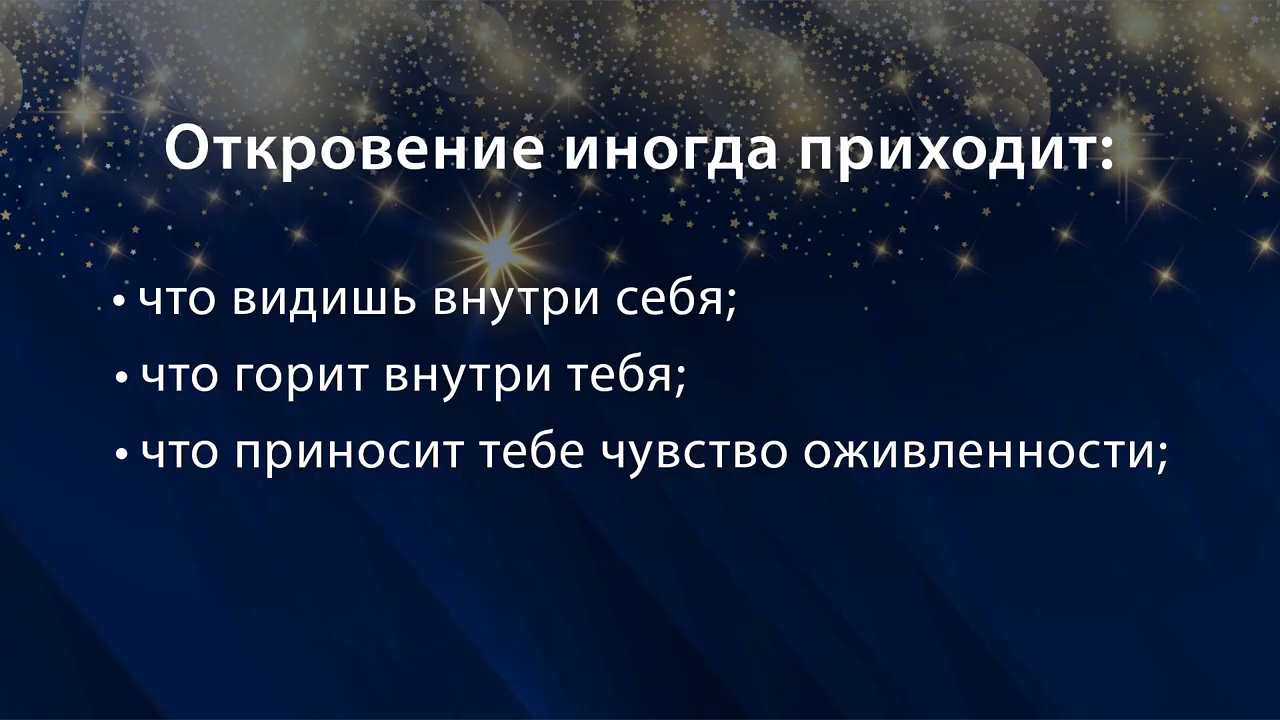 Откровение иногда приходит:
• что видишь внутри себя;
• что горит внутри тебя;
• что приносит тебе чувство оживленности;